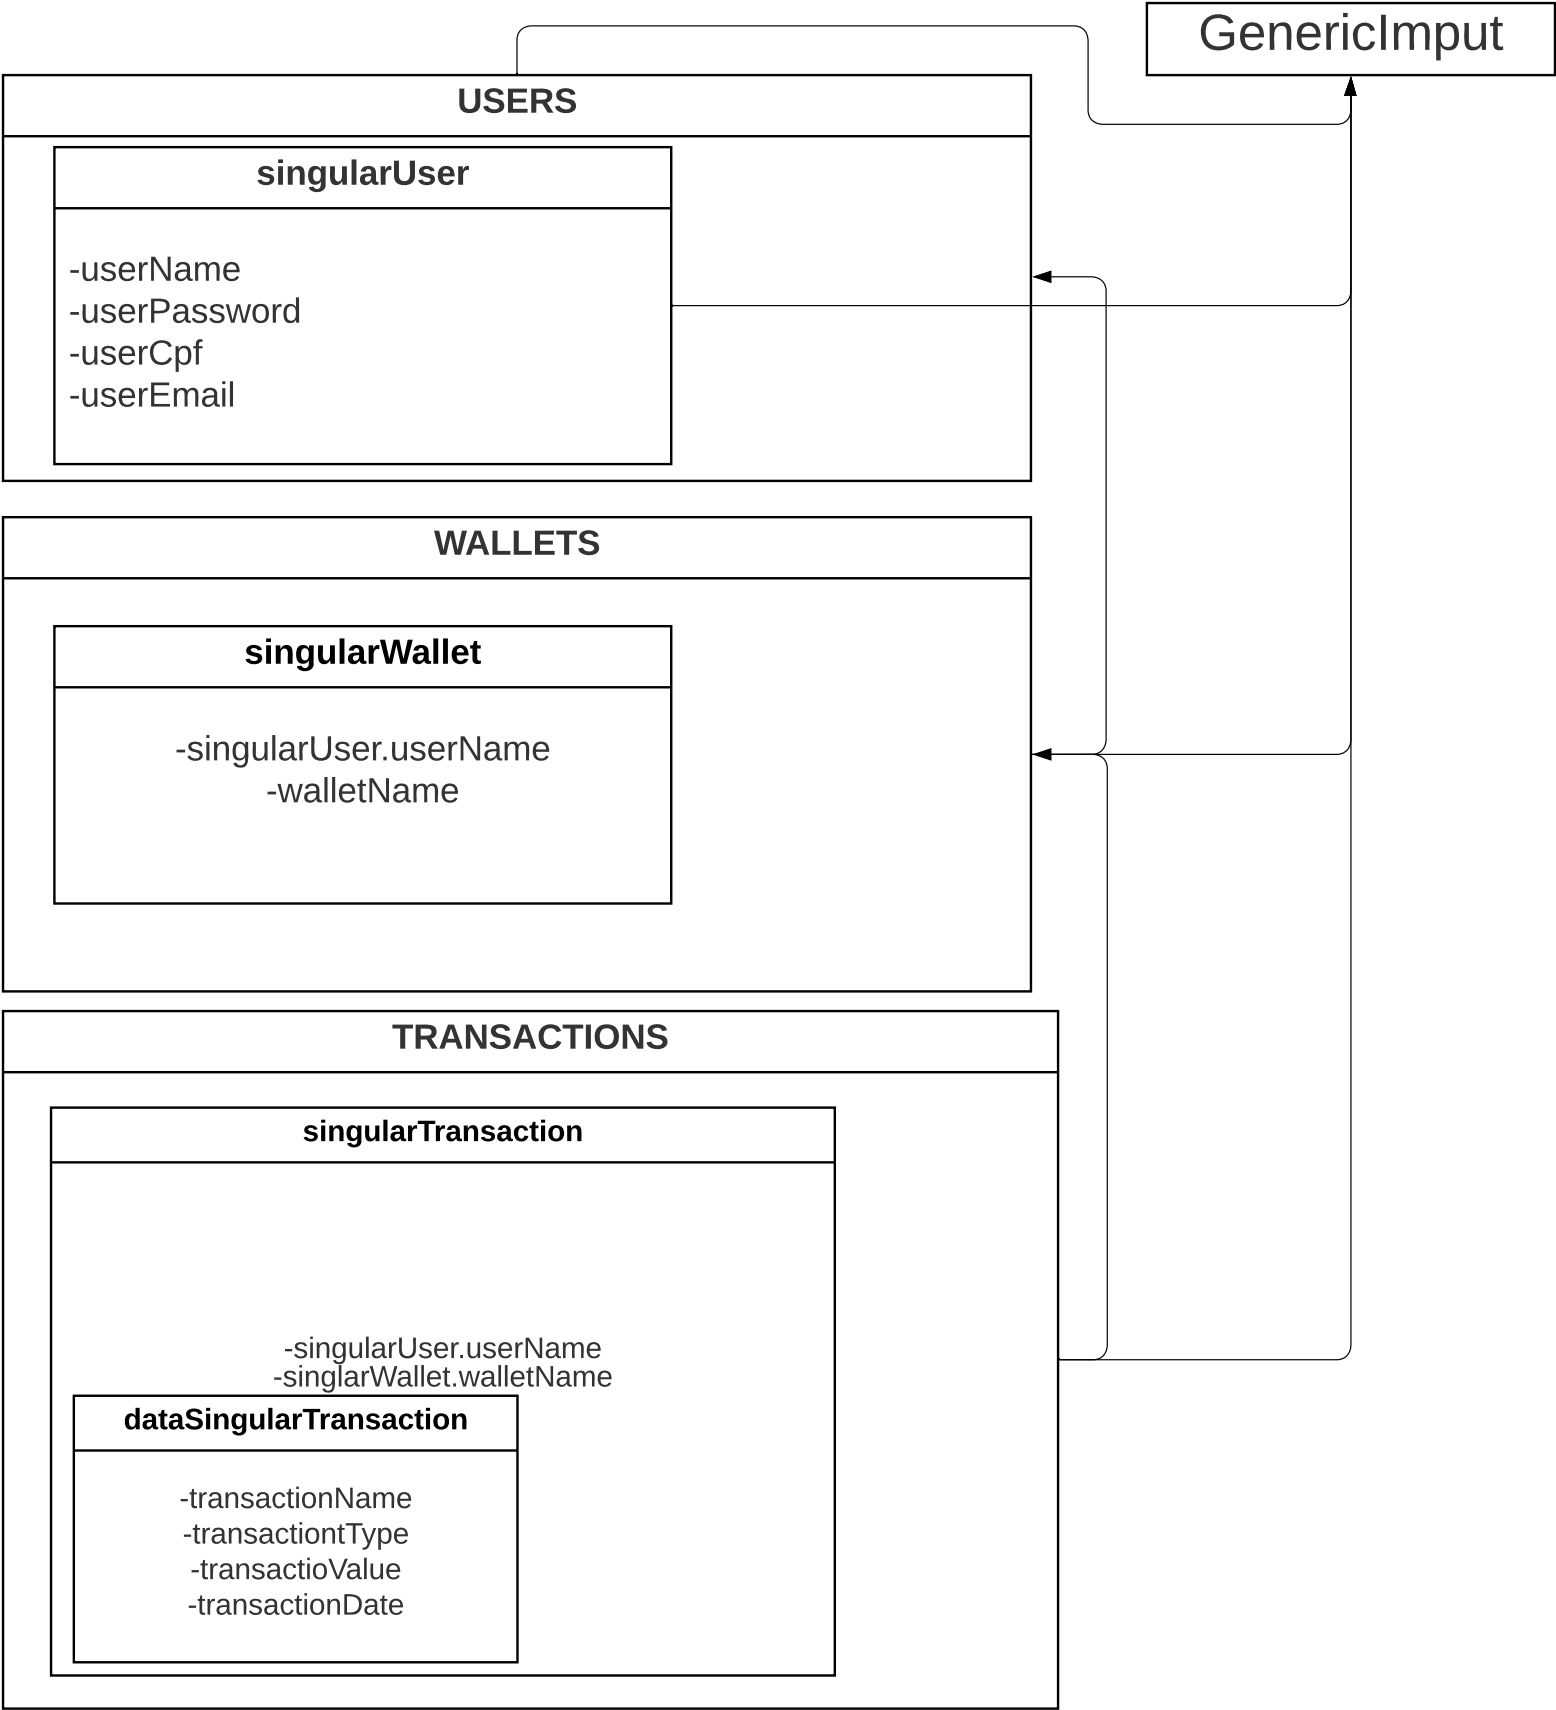 GenericImput
USERS
singularUser
-userName
-userPassword
-userCpf
-userEmail
WALLETS
singularWallet
-singularUser.userName
-walletName
TRANSACTIONS
singularTransaction
-singularUser.userName
-singlarWallet.walletName
dataSingularTransaction
-transactionName
-transactiontType
-transactioValue
-transactionDate